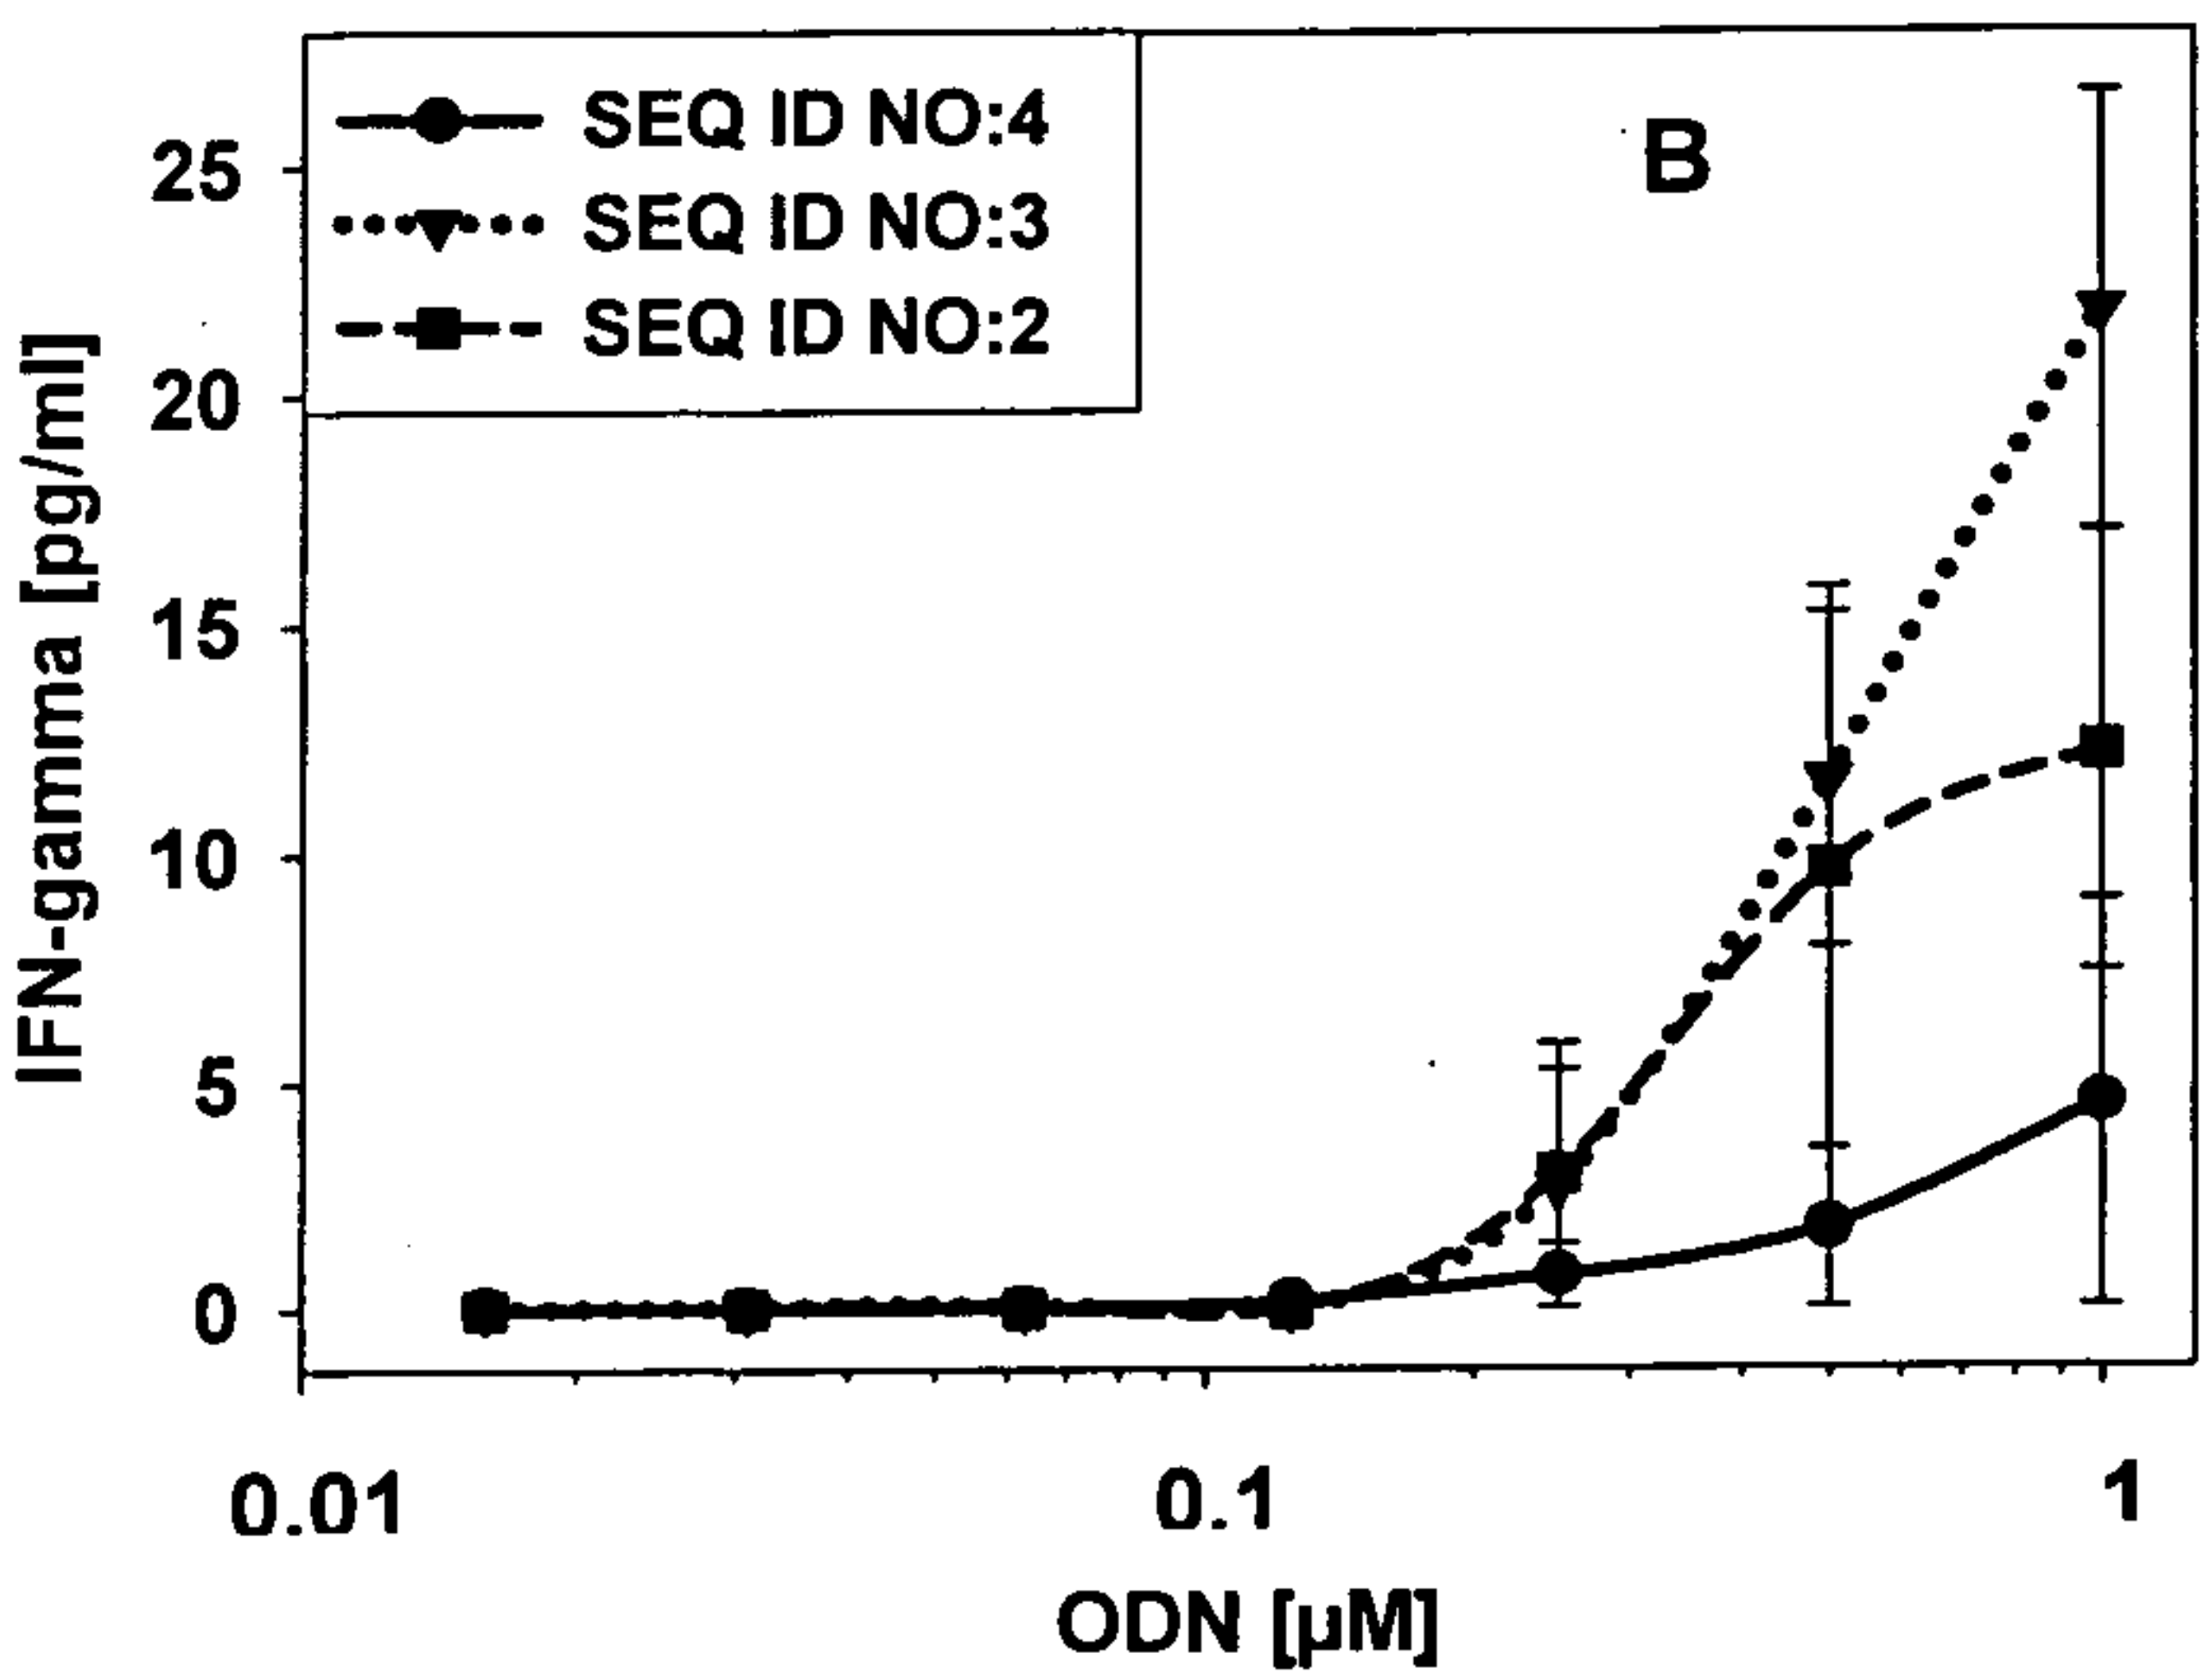 SEQ ID NO:4
SEQ ID NO:3
SEQ ID NO:2
B
IFN-gamma [pg/ml]
25
20
15
10
5
0
0.01
0.1
1
ODN [µM]